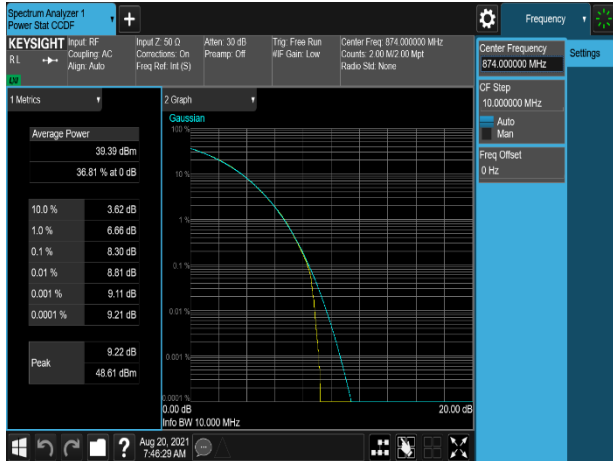 Spectrum Analyzer 1
Power Stat CCDF
+
Frequency
KEYSIGHT
RL
LW
Input: RF
Coupling: AC
Align: Auto
Input Z: 50 Ω
Corrections: On
Freq Ref: Int (S)
Atten: 30 dB
Preamp: Off
Trig: Free Run
#IF Gain: Low
Center Freq: 874.000000 MHz
Counts: 2.00 M/2.00 Mpt
Radio Std: None
Center Frequency
874.000000 MHz
Settings
CF Step
10.000000 MHz
Auto
Man
Freq Offset
0 Hz
1 Metrics
Average Power
39.39 dBm
36.81 % at 0 dB
10.0 % 3.62 dB
1.0 % 6.66 dB
0.1 % 8.30 dB
0.01 % 8.81 dB
0.001 % 9.11 dB
0.0001 % 9.21 dB
Peak
9.22 dB
48.61 dBm
2 Graph
Gaussian
100 %
10 %
1 %
0.1 %
0.01 %
0.001 %
0.0001 %
0.00 dB 20.00 dB
Info BW 10.000 MHz
?
Aug 20, 2021
7:46:29 AM